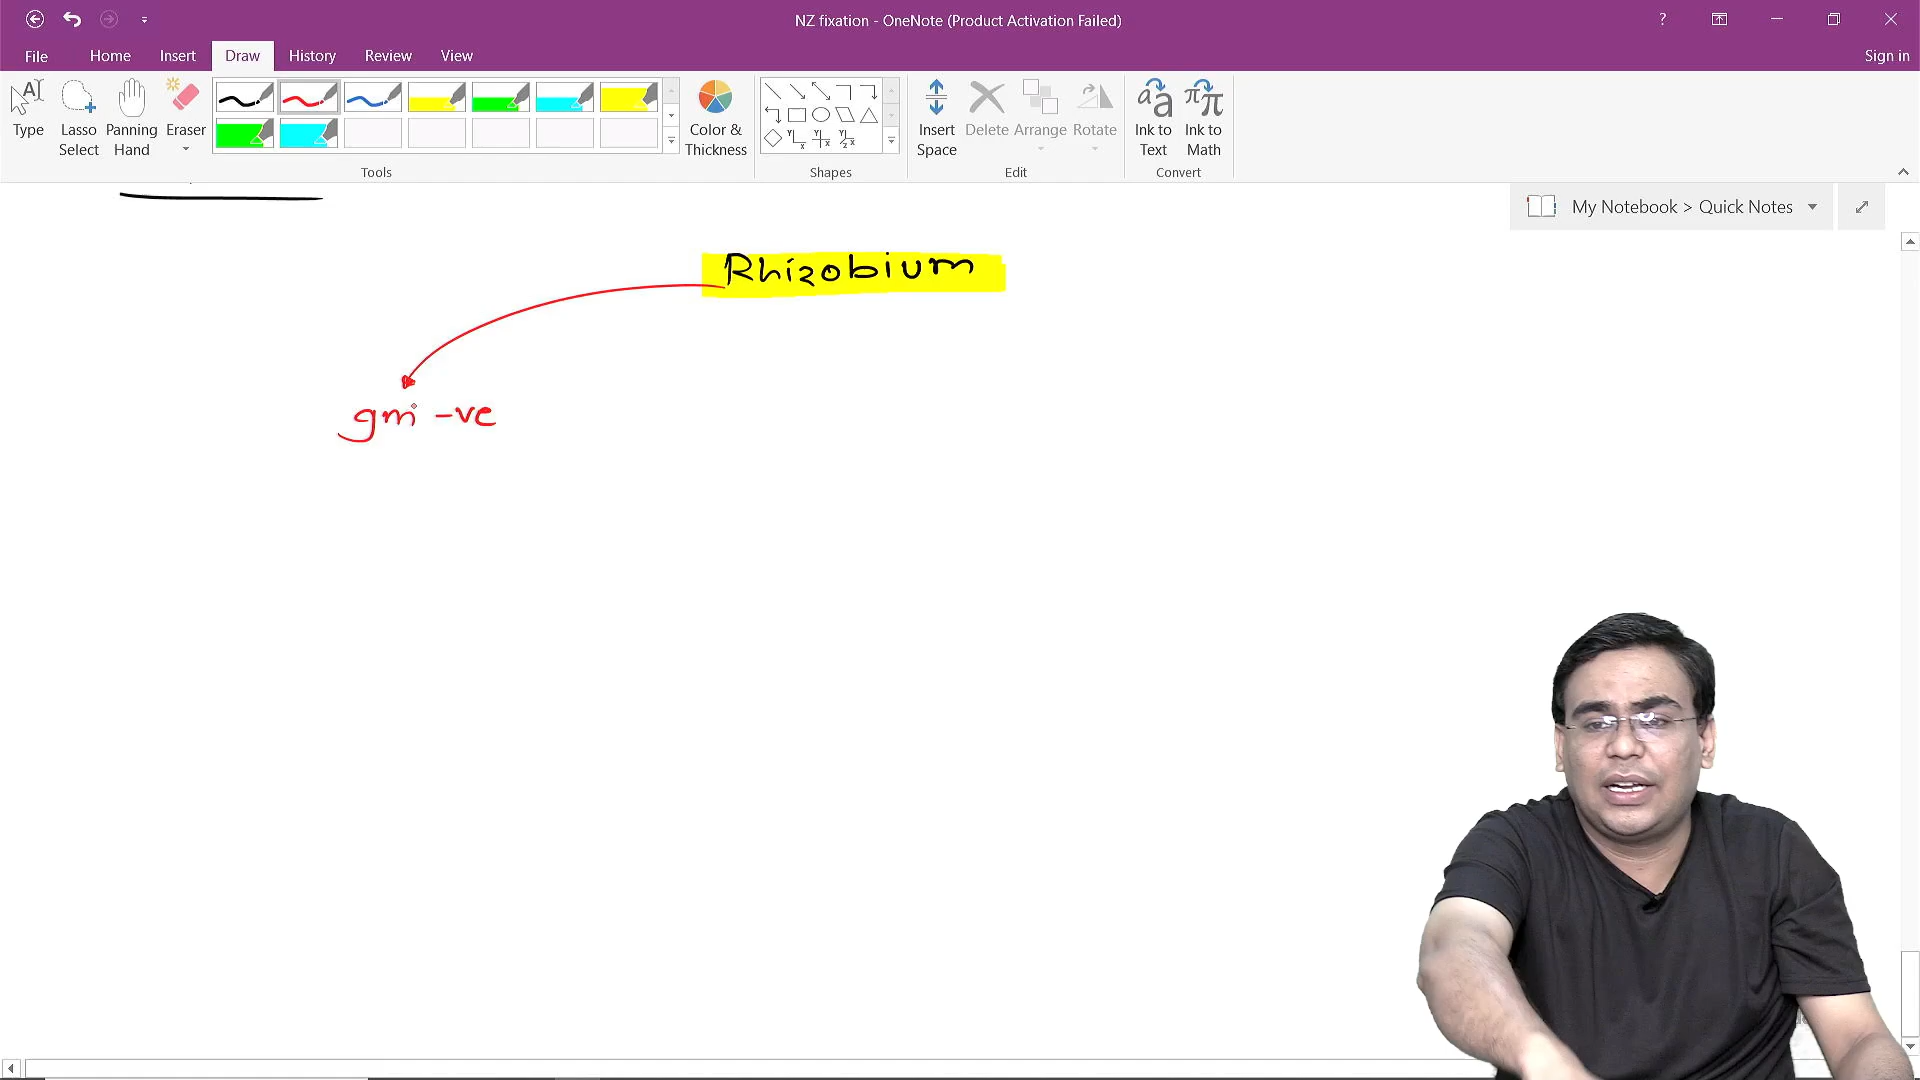 NZ fixation - OneNote (Product Activation Failed)
?
File Home Insert Draw History Review View
Sign in
Type
Lasso Select
Panning Hand
Eraser
Color & Thickness
Insert Space
Delete
Arrange
Rotate
Ink to Text
Ink to Math
Tools
Shapes
Edit
Convert
My Notebook > Quick Notes
Rhizobium
gm -ve